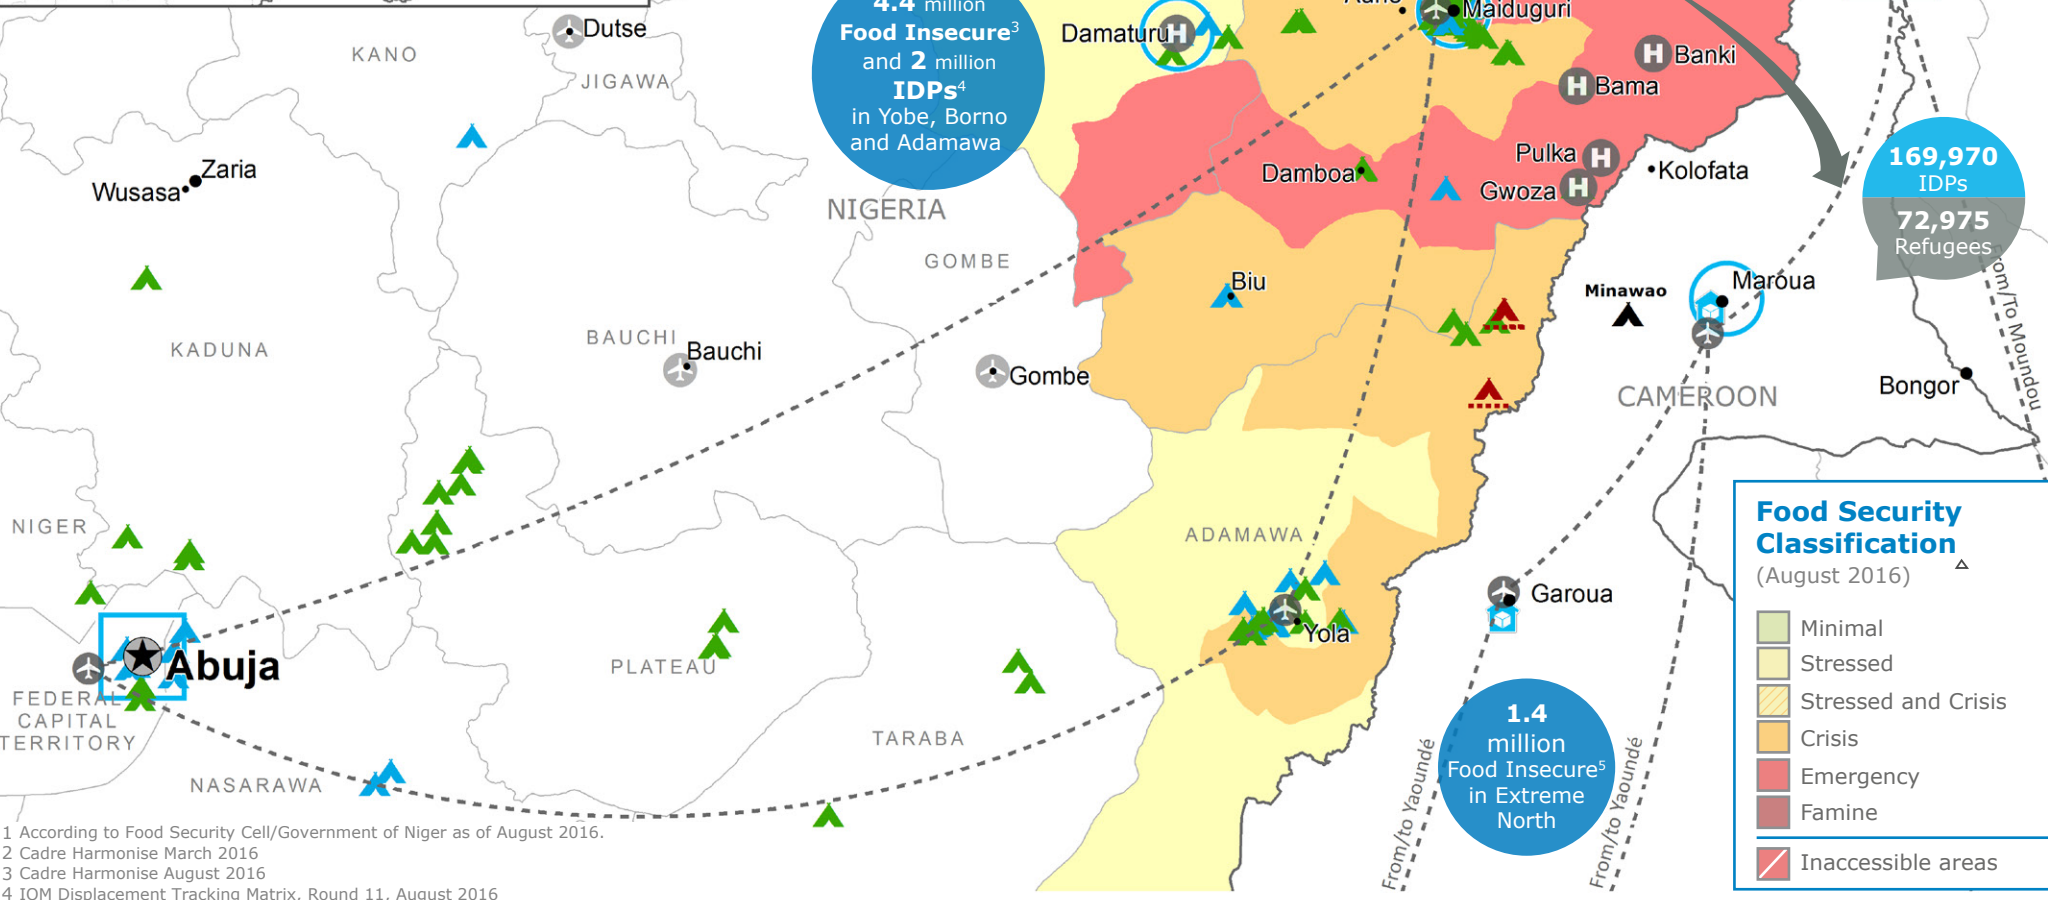 4.4 million
Food Insecure3
and 2 million
IDPs4
in Yobe, Borno
and Adamawa
Dutse
KANO
JIGAWA
Damaturu
H
Maiduguri
H
Banki
H
Bama
Zaria
Wusasa
Damboa
Pulka
H
Gwoza
H
Kolofata
169,970
IDPs
72,975
Refugees
NIGERIA
GOMBE
Biu
Minawao
Maroua
From/To Moundou
KADUNA
BAUCHI
Bauchi
Gombe
CAMEROON
Bongor
NIGER
ADAMAWA
Garoua
Yola
Abuja
FEDERAL
CAPITAL
TERRITORY
PLATEAU
TARABA
NASARAWA
1.4
million
Food Insecure5
in Extreme
North
From/to Yaoundé
From/to Yaoundé
Food Security
Classification
(August 2016)
Minimal
Stressed
Stressed and Crisis
Crisis
Emergency
Famine
Inaccessible areas
1 According to Food Security Cell/Government of Niger as of August 2016.
2 Cadre Harmonise March 2016
3 Cadre Harmonise August 2016
4 IOM Displacement Tracking Matrix, Round 11, August 2016